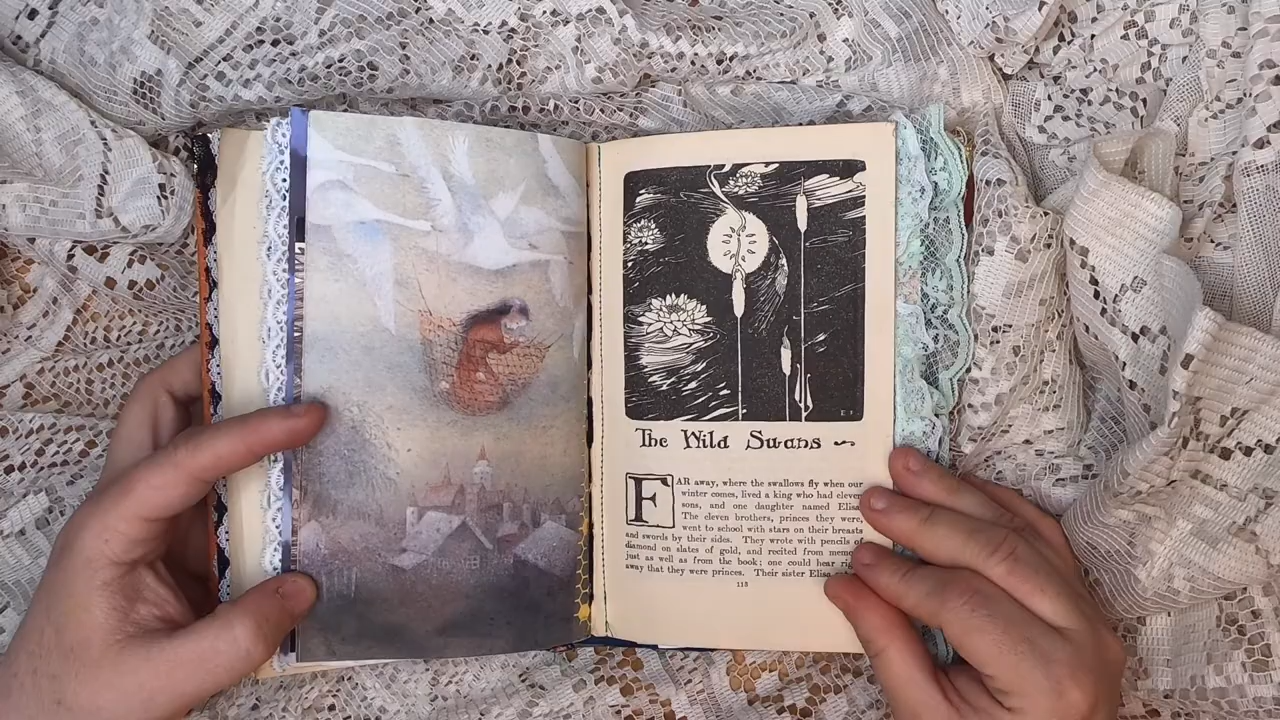 The Wild Swans
FAR away, where the swallows fly when our
winter comes, lived a king who had eleven
sons, and one daughter named Elisa
The eleven brothers, princes they were,
went to school with stars on their breasts
and swords by their sides. They wrote with pencils of
diamond on slates of gold, and recited from
just as well as from the book; one could hear
away that they were princes. Their sister Elisa
113